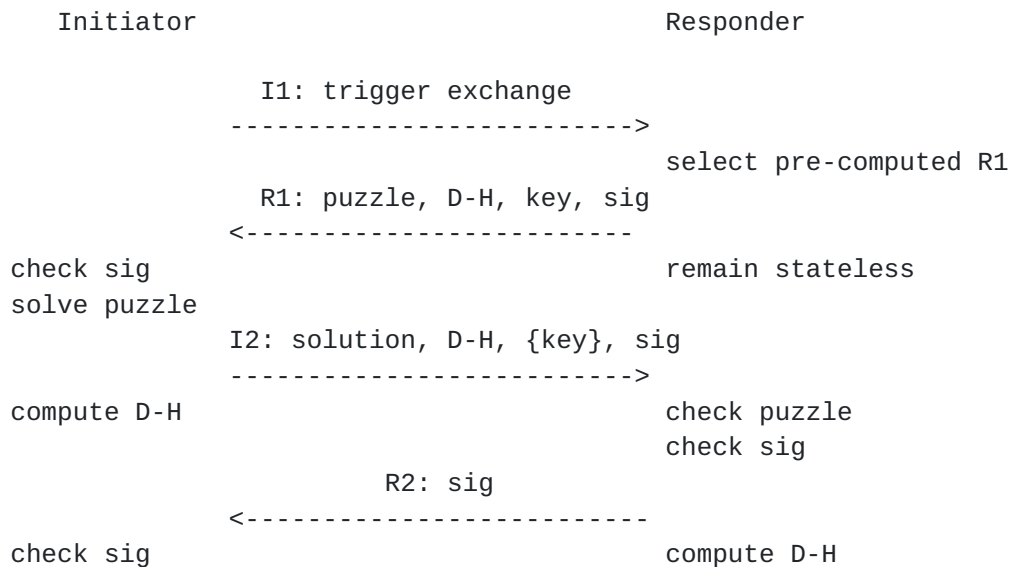 Initiator Responder
I1: trigger exchange
-------------------------->
select pre-computed R1
R1: puzzle, D-H, key, sig
<-------------------------
check sig remain stateless
solve puzzle
I2: solution, D-H, {key}, sig
-------------------------->
compute D-H check puzzle
check sig
R2: sig
<--------------------------
check sig compute D-H